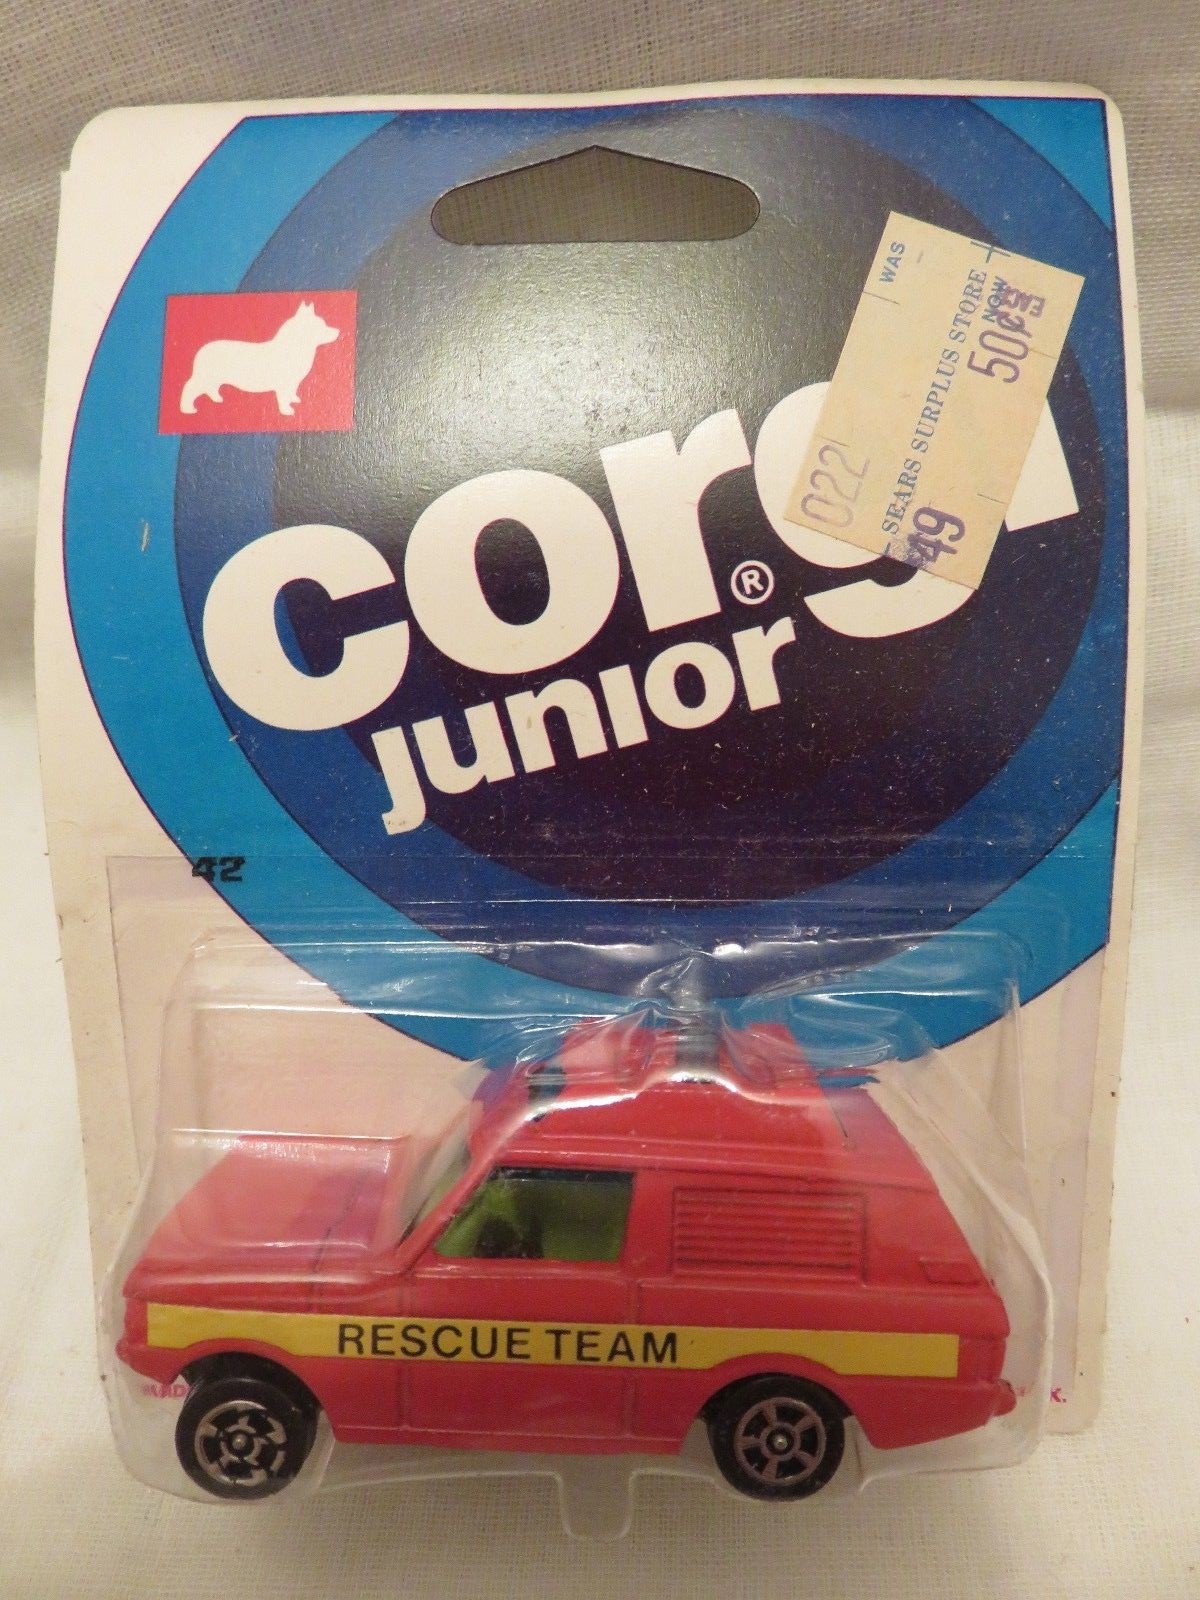 WAS
NOW
50¢
SEARS SURPLUS STORE
022
49
corgi
®
junior
42
RESCUE TEAM
K.